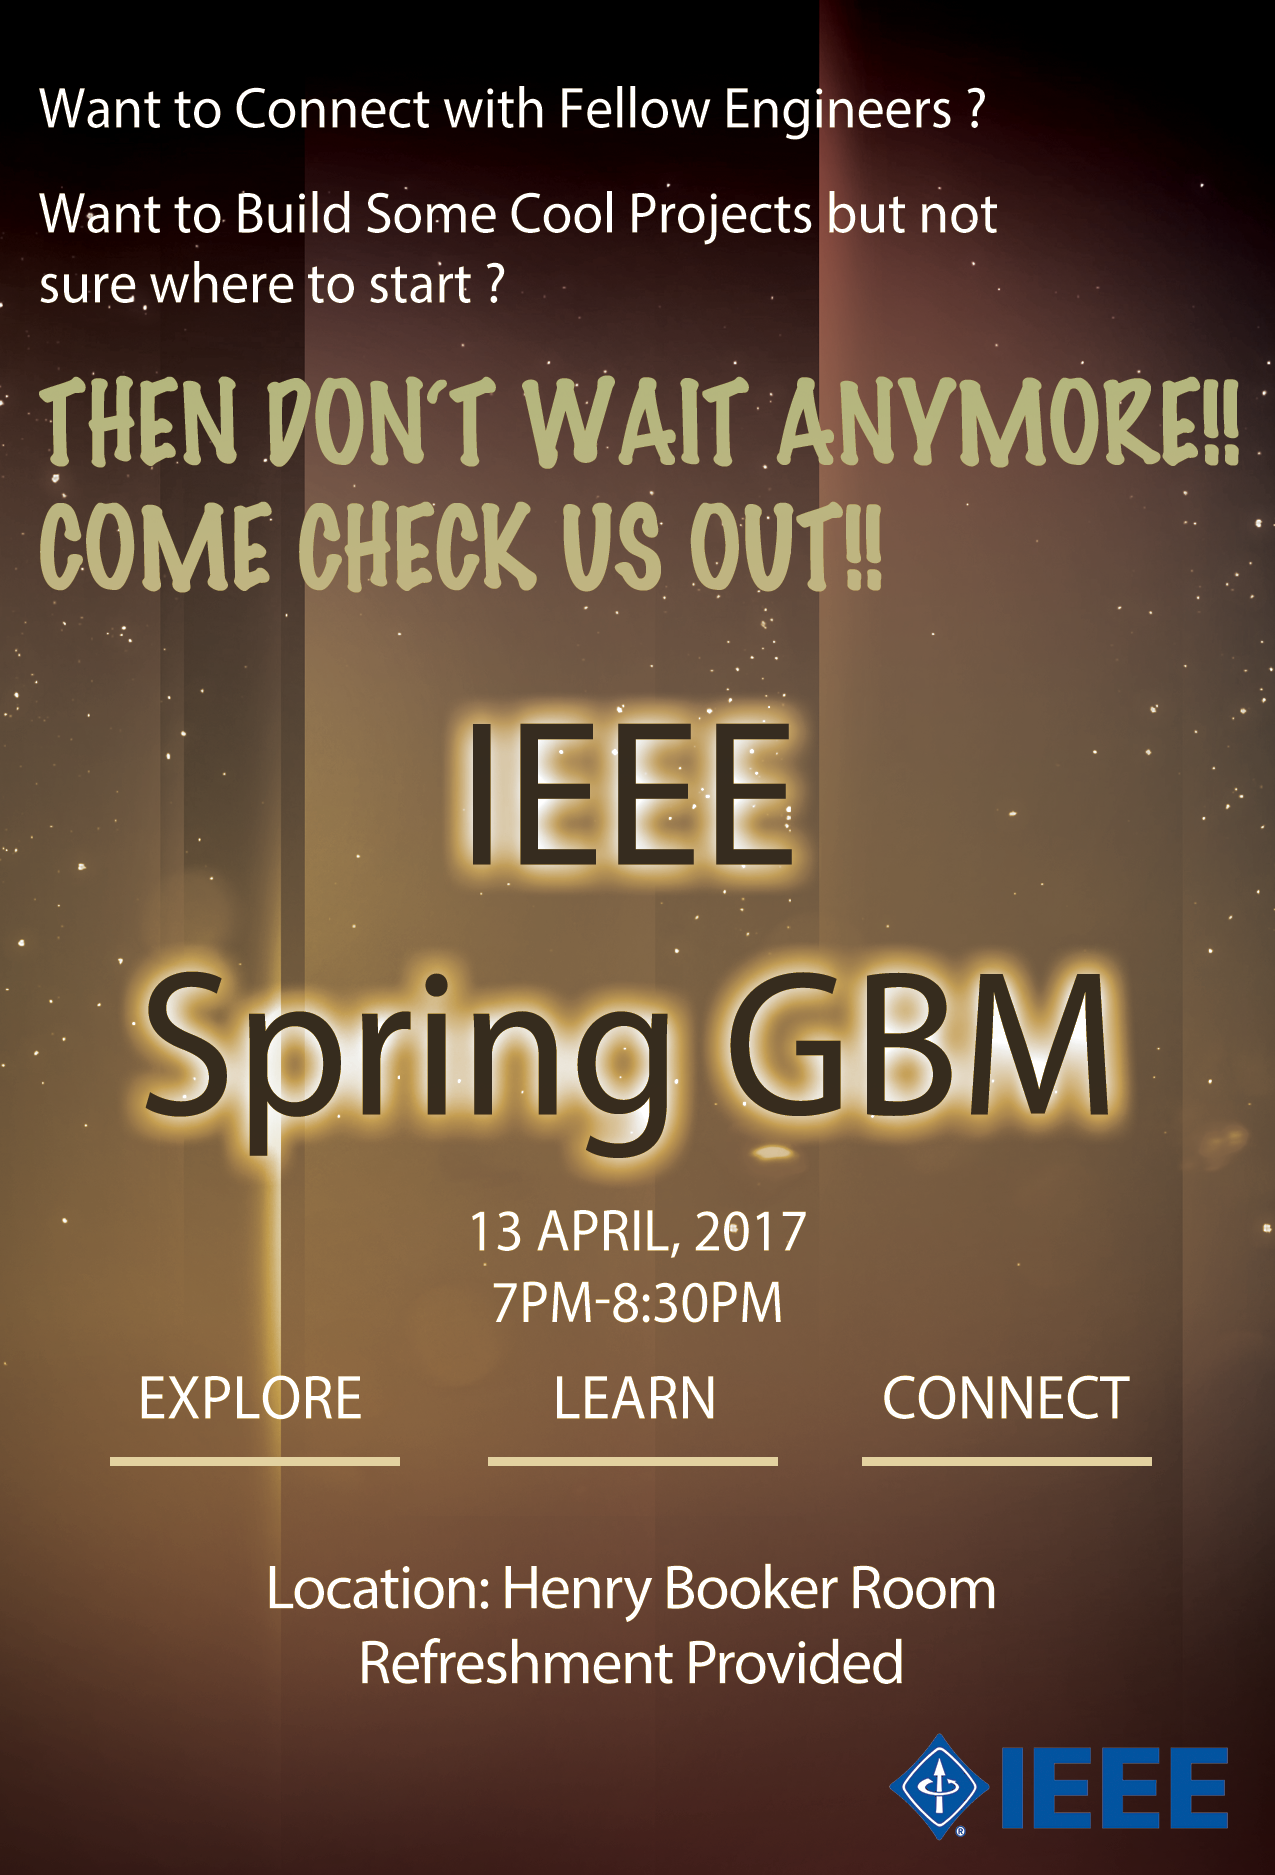 Want to Connect with Fellow Engineers ?
Want to Build Some Cool Projects but not
sure where to start ?
THEN DON´T WAIT ANYMORE!!
COME CHECK US OUT!!
IEEE
Spring GBM
13 APRIL, 2017
7PM-8:30PM
EXPLORE LEARN CONNECT
Location: Henry Booker Room
Refreshment Provided
® IEEE